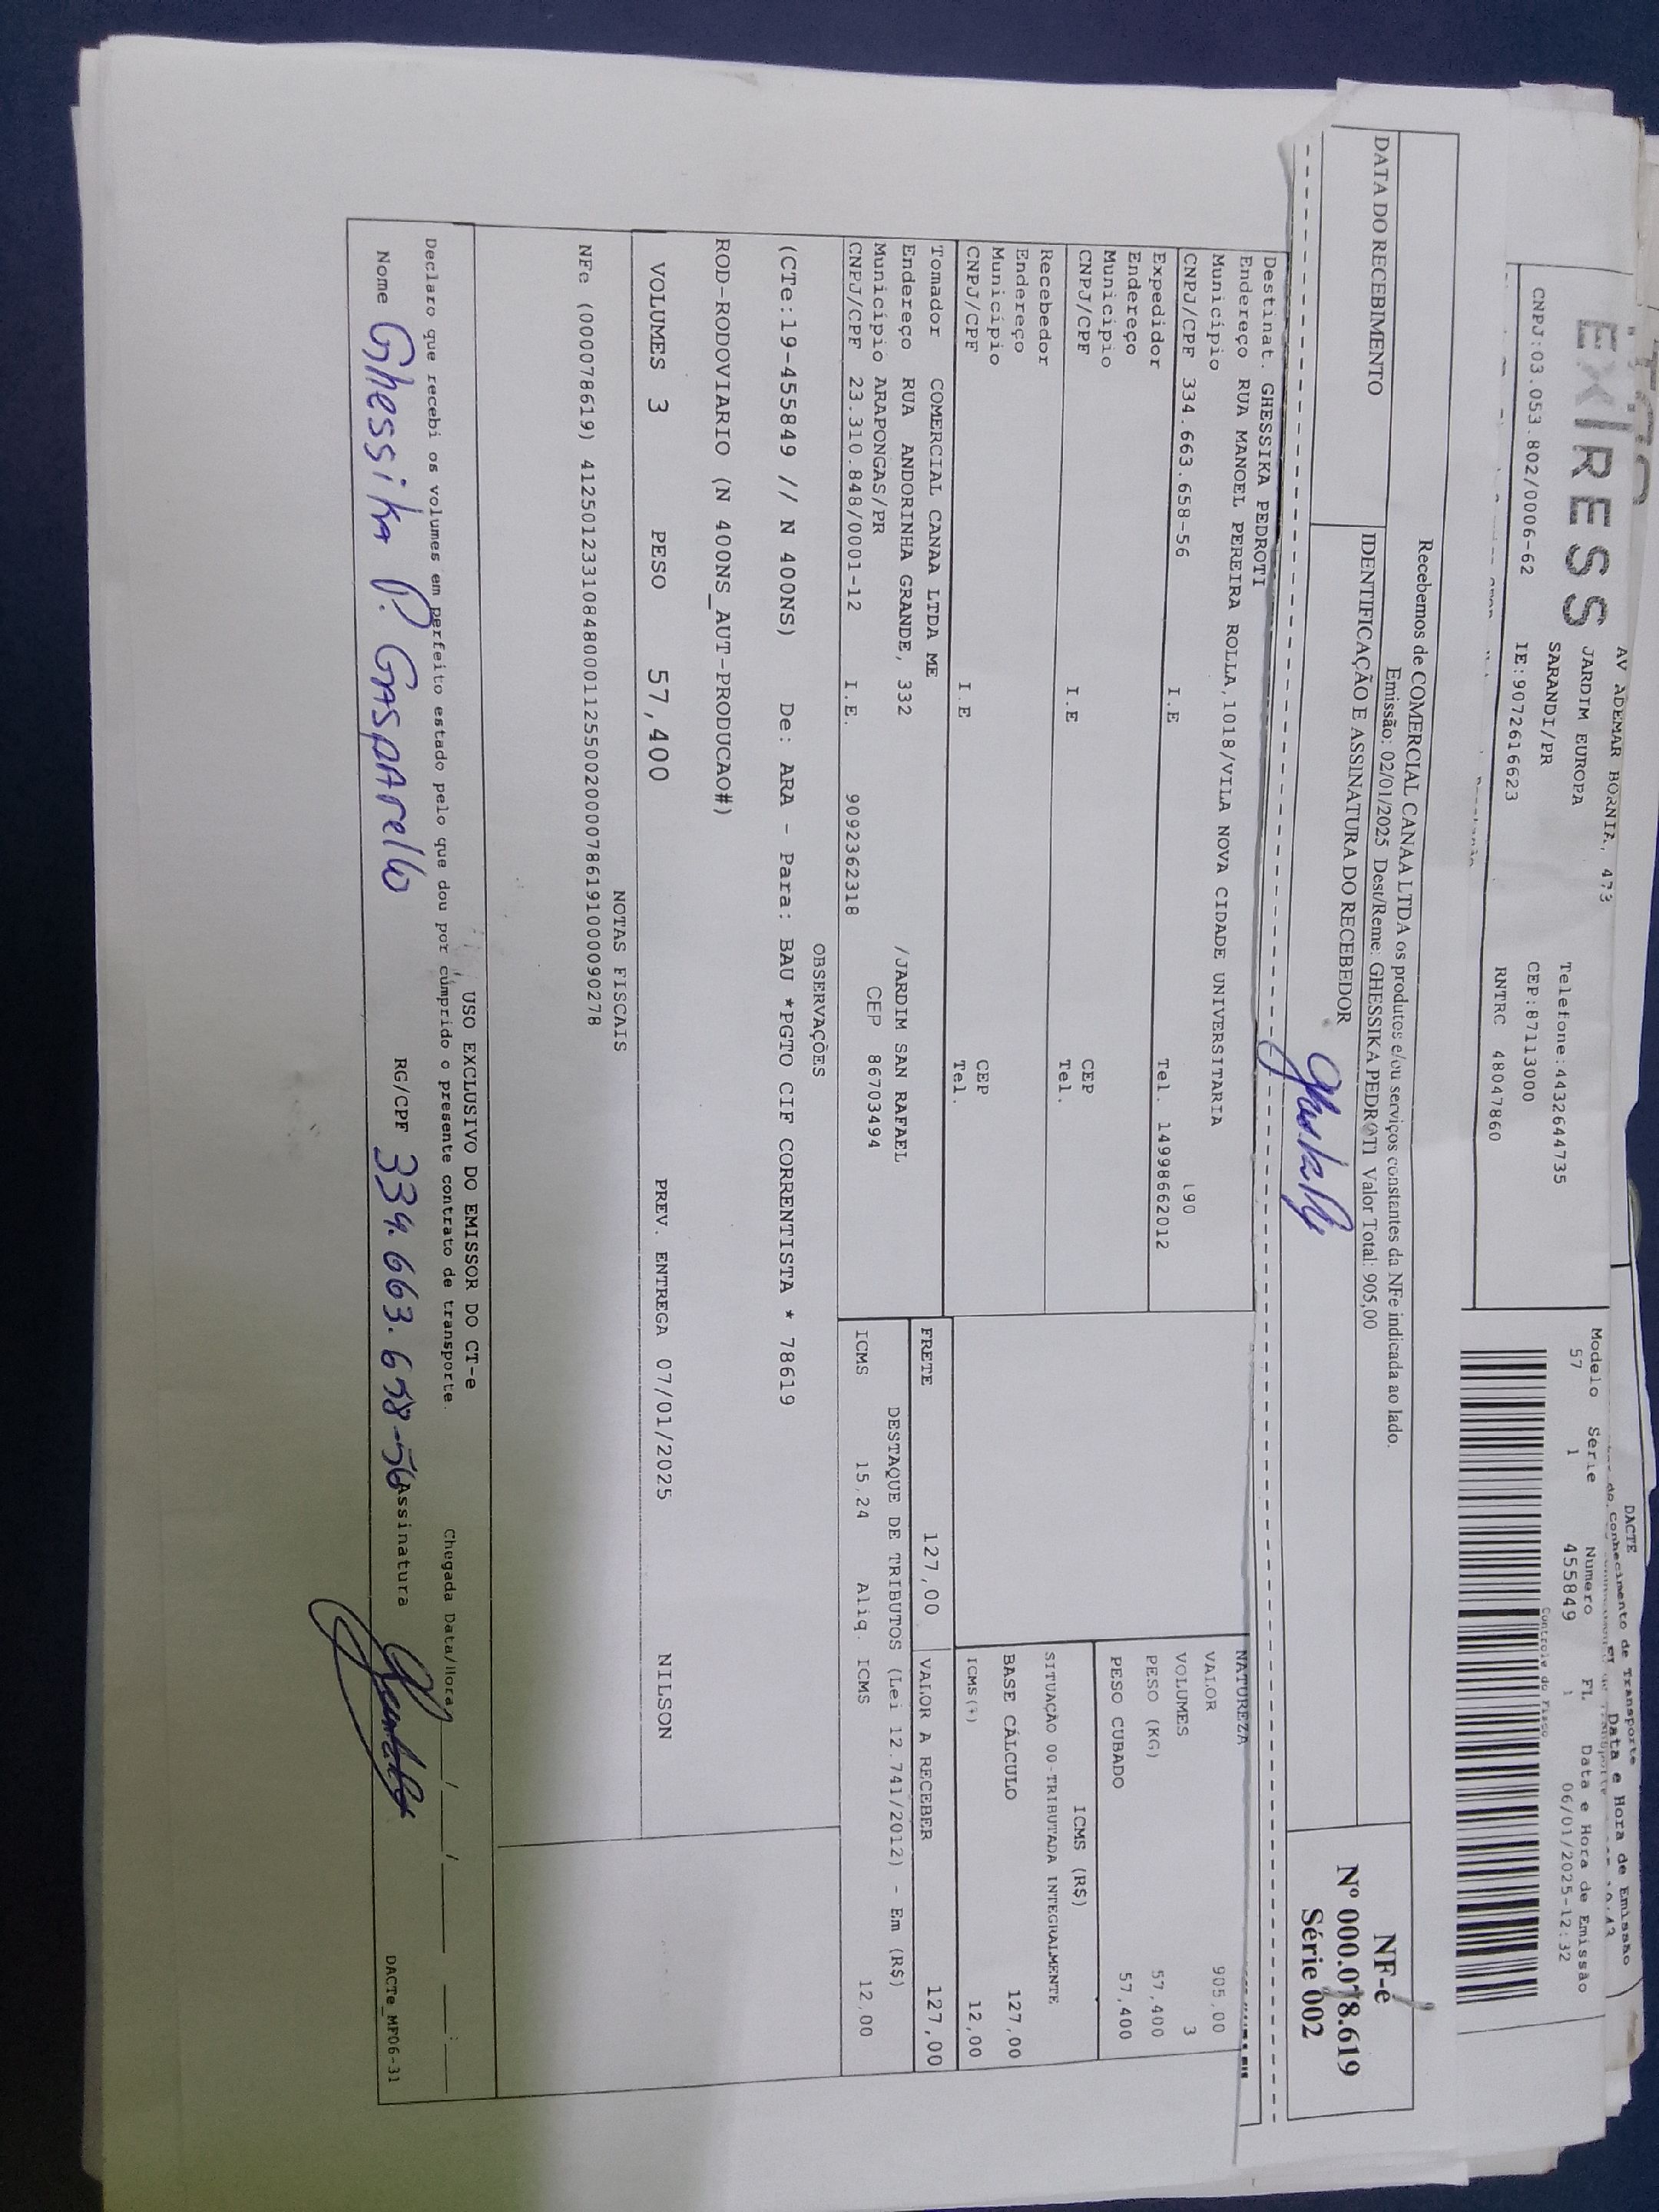 EXPRESS
AV ADEMAR BORNIA, 473
JARDIM EUROPA
SARANDI/PR
Telefone:4432644735
CEP:87113000
CNPJ:03.053.802/0006-62 IE:9072616623 RNTRC 48047860
DACTE
Data e Hora de Emissão
Modelo Serie Numero FL Data e Hora de Emissão
57 1 455849 1 06/01/2025-12:32
Controle do Fisco
Recebemos de COMERCIAL CANAA LTDA os produtos e/ou serviços constantes da NFe indicada ao lado.
Emissão: 02/01/2025 Dest/Reme: GHESSIKA PEDROTI Valor Total: 905,00
DATA DO RECEBIMENTO
IDENTIFICAÇÃO E ASSINATURA DO RECEBEDOR
NF-e
Nº 000.078.619
Série 002
Destinat. GHESSIKA PEDROTI
Endereço RUA MANOEL PEREIRA ROLLA,1018/VILA NOVA CIDADE UNIVERSITARIA
Município
CNPJ/CPF 334.663.658-56 I.E Tel. 14998662012
Expedidor
Endereço
Município CEP
CNPJ/CPF I.E Tel.
Recebedor
Endereço
Município CEP
CNPJ/CPF I.E Tel.
Tomador COMERCIAL CANAA LTDA ME
Endereço RUA ANDORINHA GRANDE, 332 /JARDIM SAN RAFAEL
Município ARAPONGAS/PR CEP 86703494
CNPJ/CPF 23.310.848/0001-12 I.E. 9092362318
NATUREZA
VALOR 905,00
VOLUMES 3
PESO (KG) 57,400
PESO CUBADO 57,400
ICMS (R$)
SITUAÇÃO 00-TRIBUTADA INTEGRALMENTE
BASE CÁLCULO 127,00
ICMS(%) 12,00
FRETE 127,00 VALOR A RECEBER 127,00
DESTAQUE DE TRIBUTOS (Lei 12.741/2012) - Em (R$)
ICMS 15,24 Aliq. ICMS 12,00
OBSERVAÇÕES
(CTe:19-455849 // N 400NS) De: ARA - Para: BAU *PGTO CIF CORRENTISTA * 78619
ROD-RODOVIARIO (N 400NS_AUT-PRODUCAO#)
VOLUMES 3 PESO 57,400 PREV. ENTREGA 07/01/2025 NILSON
NOTAS FISCAIS
NFe (000078619) 41250123310848000112550020000786191000090278
USO EXCLUSIVO DO EMISSOR DO CT-e
Declaro que recebi os volumes em perfeito estado pelo que dou por cumprido o presente contrato de transporte. Chegada Data/Hora __/__/__ __:__
Nome Ghessika P. Gasparello RG/CPF 334.663.658-56 Assinatura
DACTe_MF06-31